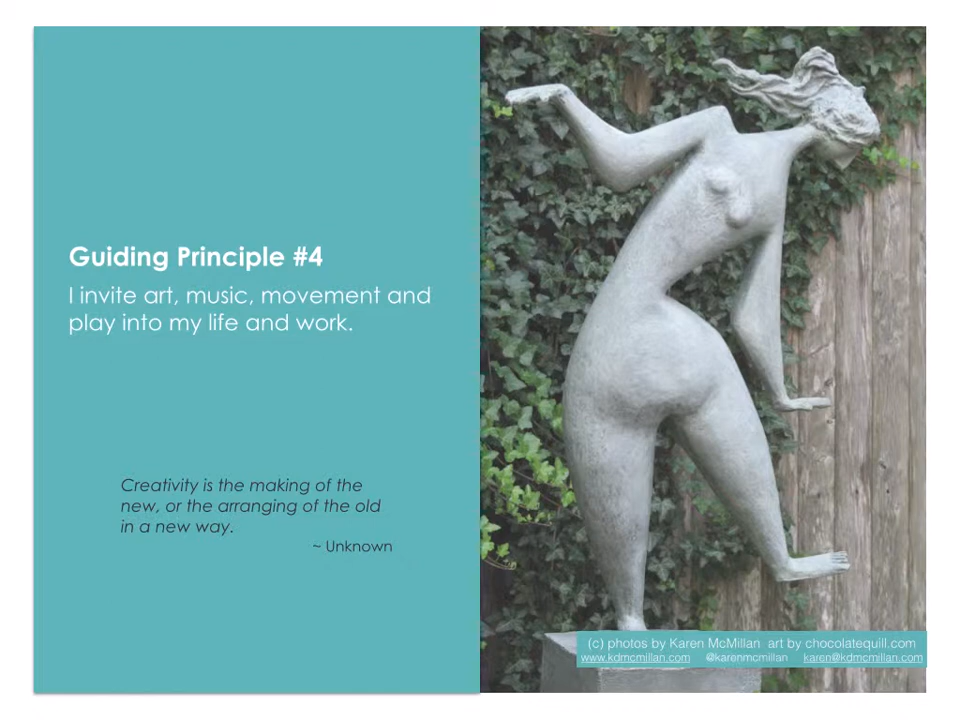 Guiding Principle #4
I invite art, music, movement and
play into my life and work.
Creativity is the making of the
new, or the arranging of the old
in a new way.
~ Unknown
(c) photos by Karen McMillan  art by chocolatequill.com
www.kdmcmillan.com  @karenmcmillan  karen@kdmcmillan.com